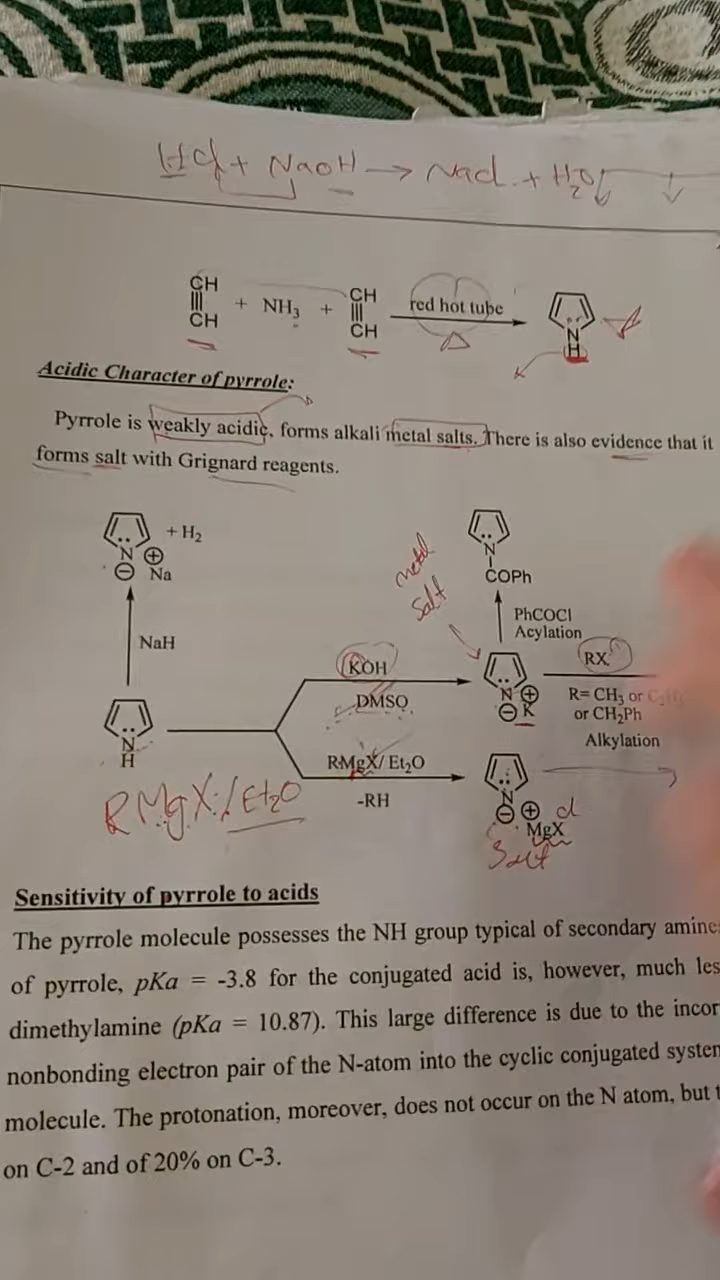 HCl + NaOH → NaCl + H₂O
CH
CH
+ NH₃ +
CH
CH
red hot tube
N
H
Acidic Character of pyrrole:
Pyrrole is weakly acidic, forms alkali metal salts. There is also evidence that it
forms salt with Grignard reagents.
N
⊖ ⊕ Na
+ H₂
NaH
N
H
RMgX / Et₂O
KOH
DMSO
RMgX/ Et₂O
-RH
metal
salt
N
COPh
PhCOCl
Acylation
N
⊖ ⊕ K
RX
R= CH₃ or
or CH₂Ph
Alkylation
N
⊖ ⊕
MgX
Salt
Sensitivity of pyrrole to acids
The pyrrole molecule possesses the NH group typical of secondary amine
of pyrrole, pKa = -3.8 for the conjugated acid is, however, much les
dimethylamine (pKa = 10.87). This large difference is due to the incor
nonbonding electron pair of the N-atom into the cyclic conjugated system
molecule. The protonation, moreover, does not occur on the N atom, but
on C-2 and of 20% on C-3.